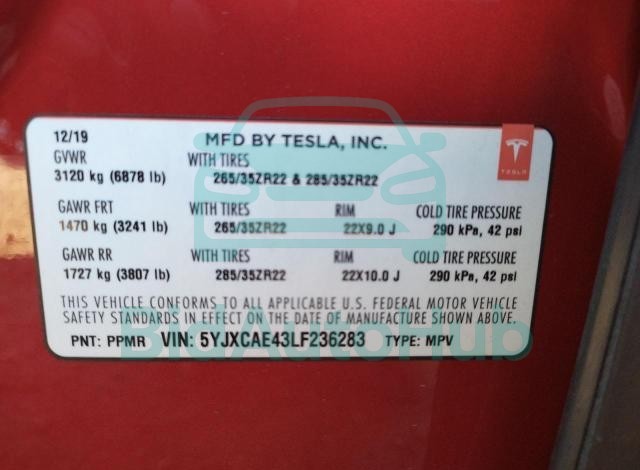 12/19 MFD BY TESLA, INC.
GVWR WITH TIRES
3120 kg (6878 lb) 265/35ZR22 & 285/35ZR22
TESLA
GAWR FRT WITH TIRES RIM COLD TIRE PRESSURE
1470 kg (3241 lb) 265/35ZR22 22X9.0 J 290 kPa, 42 psi
GAWR RR WITH TIRES RIM COLD TIRE PRESSURE
1727 kg (3807 lb) 285/35ZR22 22X10.0 J 290 kPa, 42 psi
THIS VEHICLE CONFORMS TO ALL APPLICABLE U.S. FEDERAL MOTOR VEHICLE
SAFETY STANDARDS IN EFFECT ON THE DATE OF MANUFACTURE SHOWN ABOVE.
PNT: PPMR VIN: 5YJXCAE43LF236283 TYPE: MPV
BidAutoHub